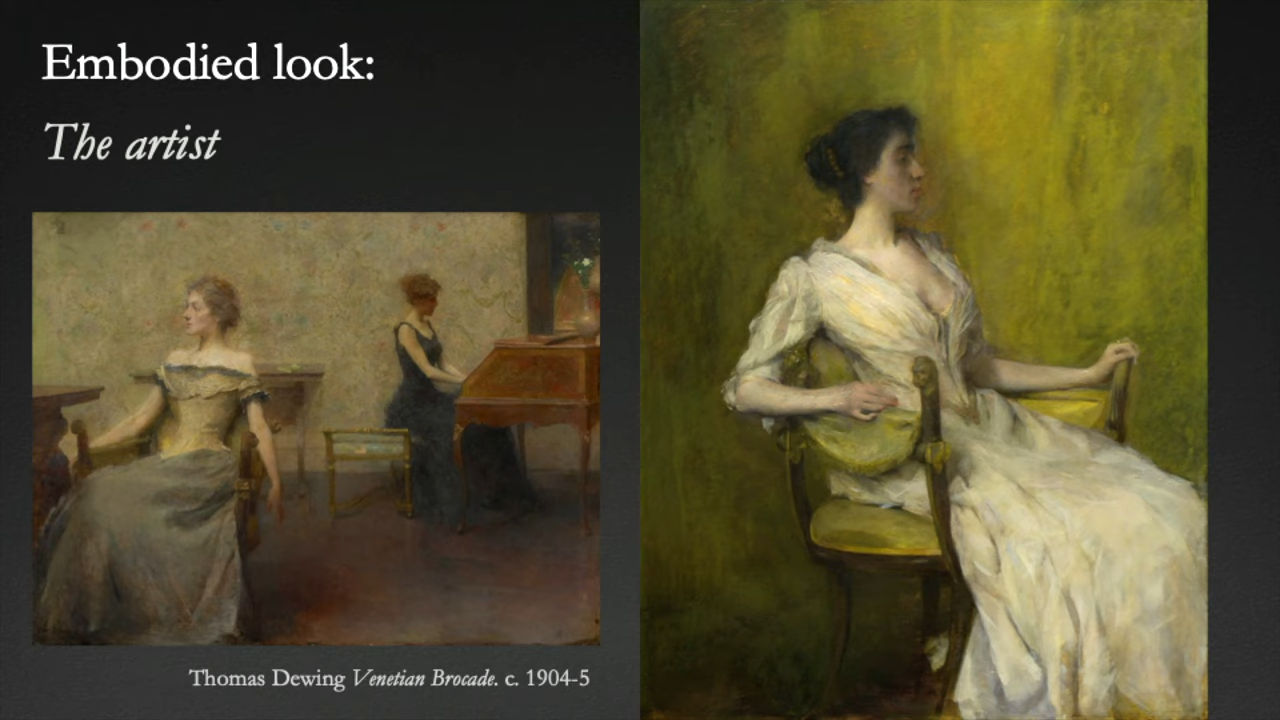 Embodied look:
The artist
Thomas Dewing Venetian Brocade. c. 1904-5